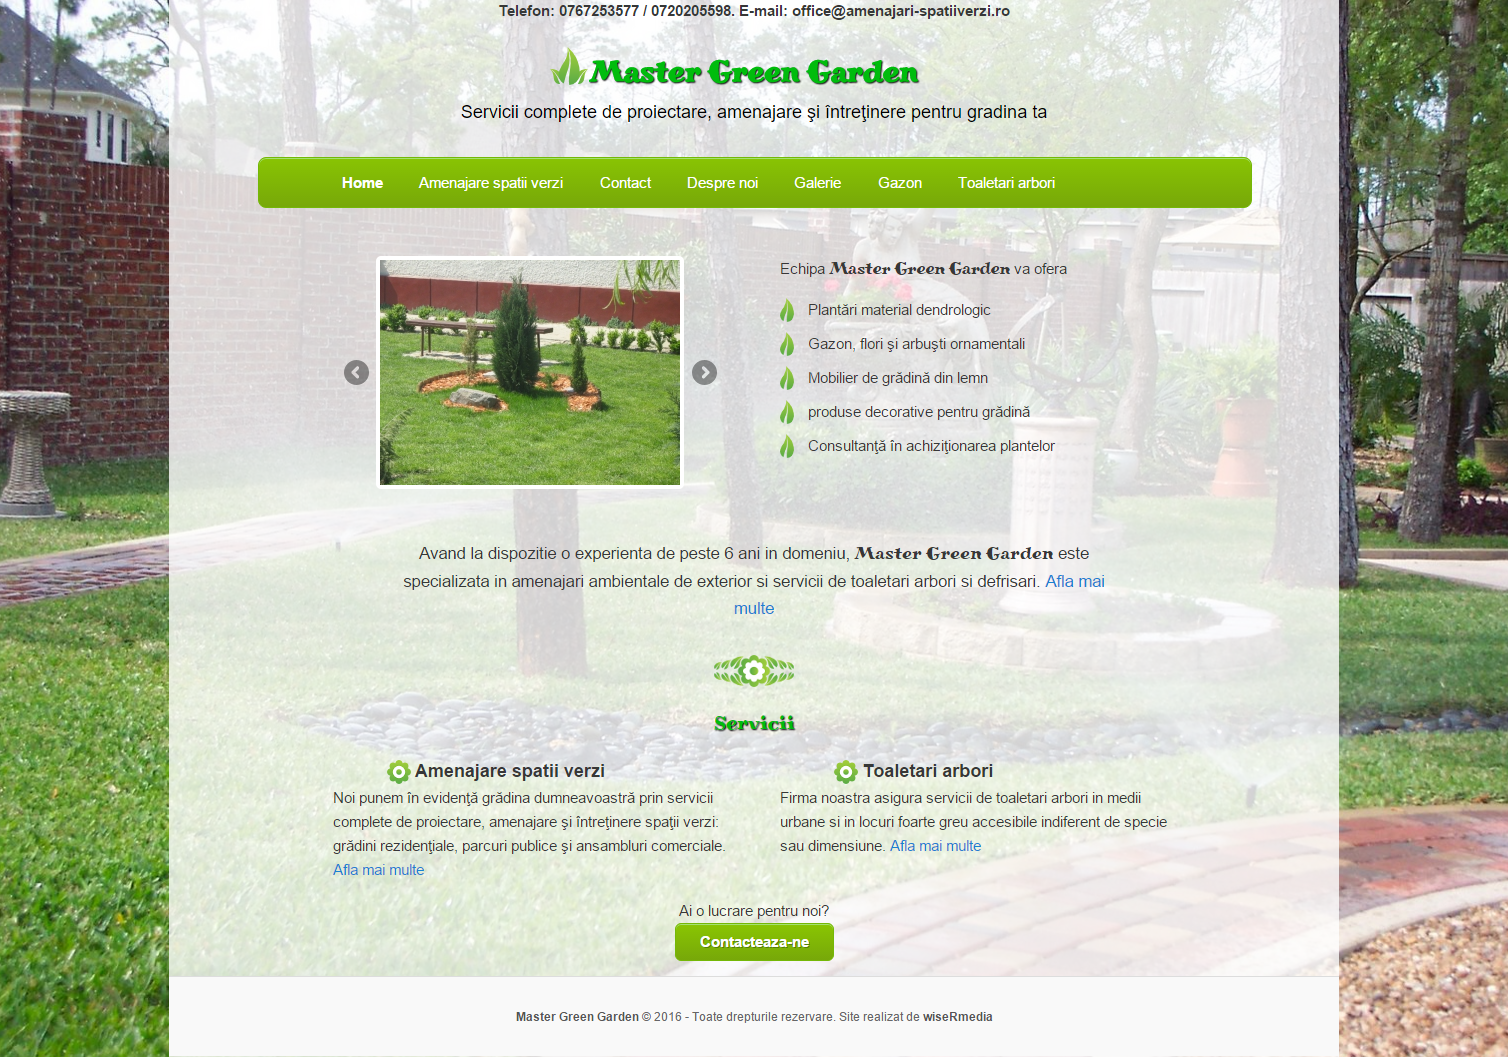 Telefon: 0767253577 / 0720205598. E-mail: office@amenajari-spatiiverzi.ro
Master Green Garden
Servicii complete de proiectare, amenajare şi întreţinere pentru gradina ta
Home Amenajare spatii verzi Contact Despre noi Galerie Gazon Toaletari arbori
Echipa Master Green Garden va ofera
Plantări material dendrologic
Gazon, flori şi arbuşti ornamentali
Mobilier de grădină din lemn
produse decorative pentru grădină
Consultanţă în achiziţionarea plantelor
Avand la dispozitie o experienta de peste 6 ani in domeniu, Master Green Garden este
specializata in amenajari ambientale de exterior si servicii de toaletari arbori si defrisari. Afla mai
multe
Servicii
Amenajare spatii verzi
Noi punem în evidenţă grădina dumneavoastră prin servicii
complete de proiectare, amenajare şi întreţinere spaţii verzi:
grădini rezidenţiale, parcuri publice şi ansambluri comerciale.
Afla mai multe
Toaletari arbori
Firma noastra asigura servicii de toaletari arbori in medii
urbane si in locuri foarte greu accesibile indiferent de specie
sau dimensiune. Afla mai multe
Ai o lucrare pentru noi?
Contacteaza-ne
Master Green Garden © 2016 - Toate drepturile rezervare. Site realizat de wiseRmedia